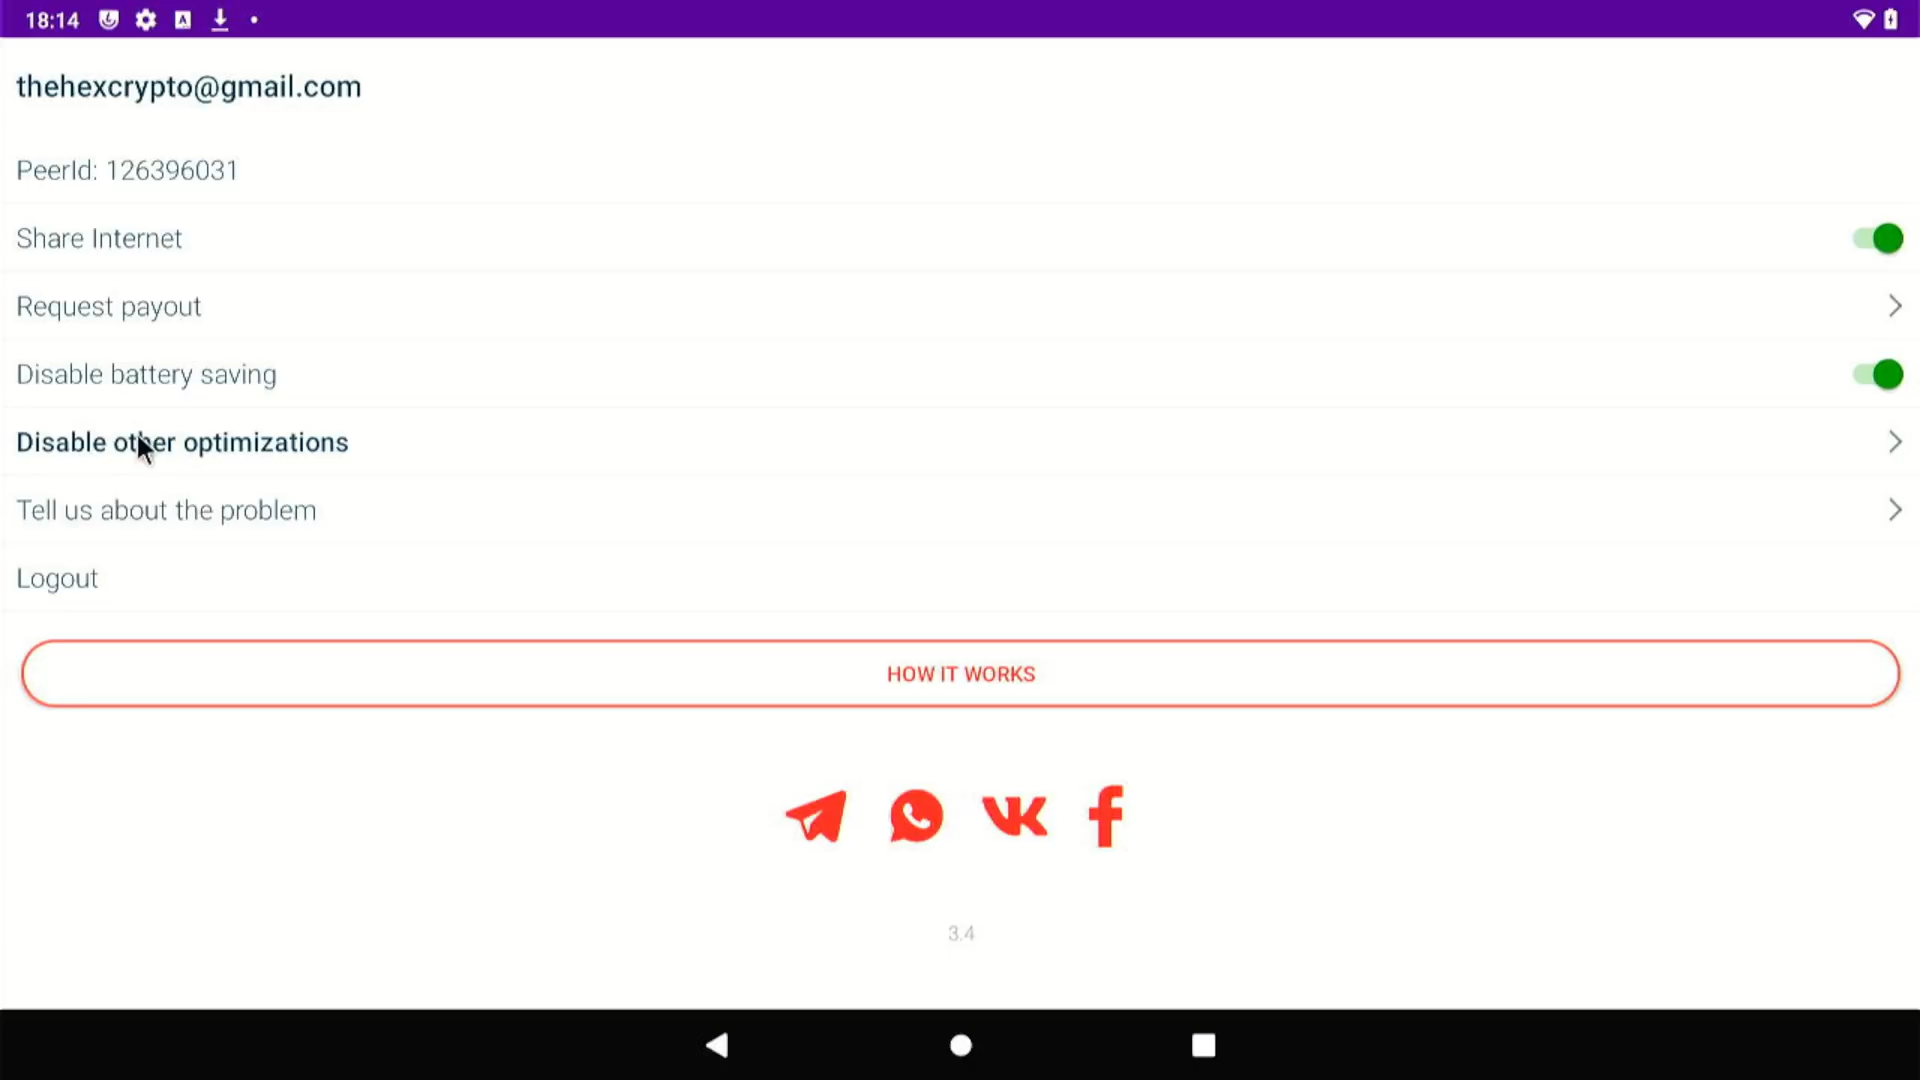 18:14
thehexcrypto@gmail.com
PeerId: 126396031
Share Internet
Request payout
Disable battery saving
Disable other optimizations
Tell us about the problem
Logout
HOW IT WORKS
3.4